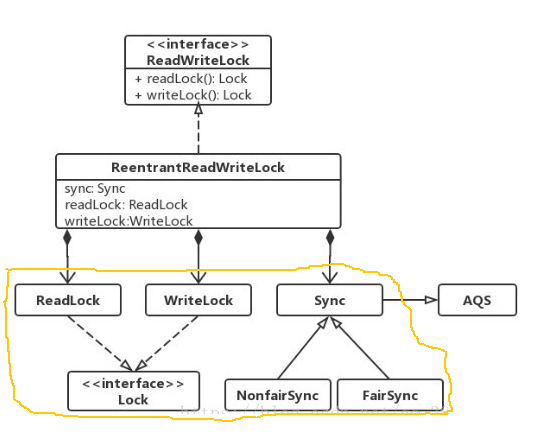 <<interface>>
ReadWriteLock
+ readLock(): Lock
+ writeLock(): Lock
ReentrantReadWriteLock
sync: Sync
readLock: ReadLock
writeLock:WriteLock
ReadLock
WriteLock
Sync
AQS
<<interface>>
Lock
NonfairSync
FairSync